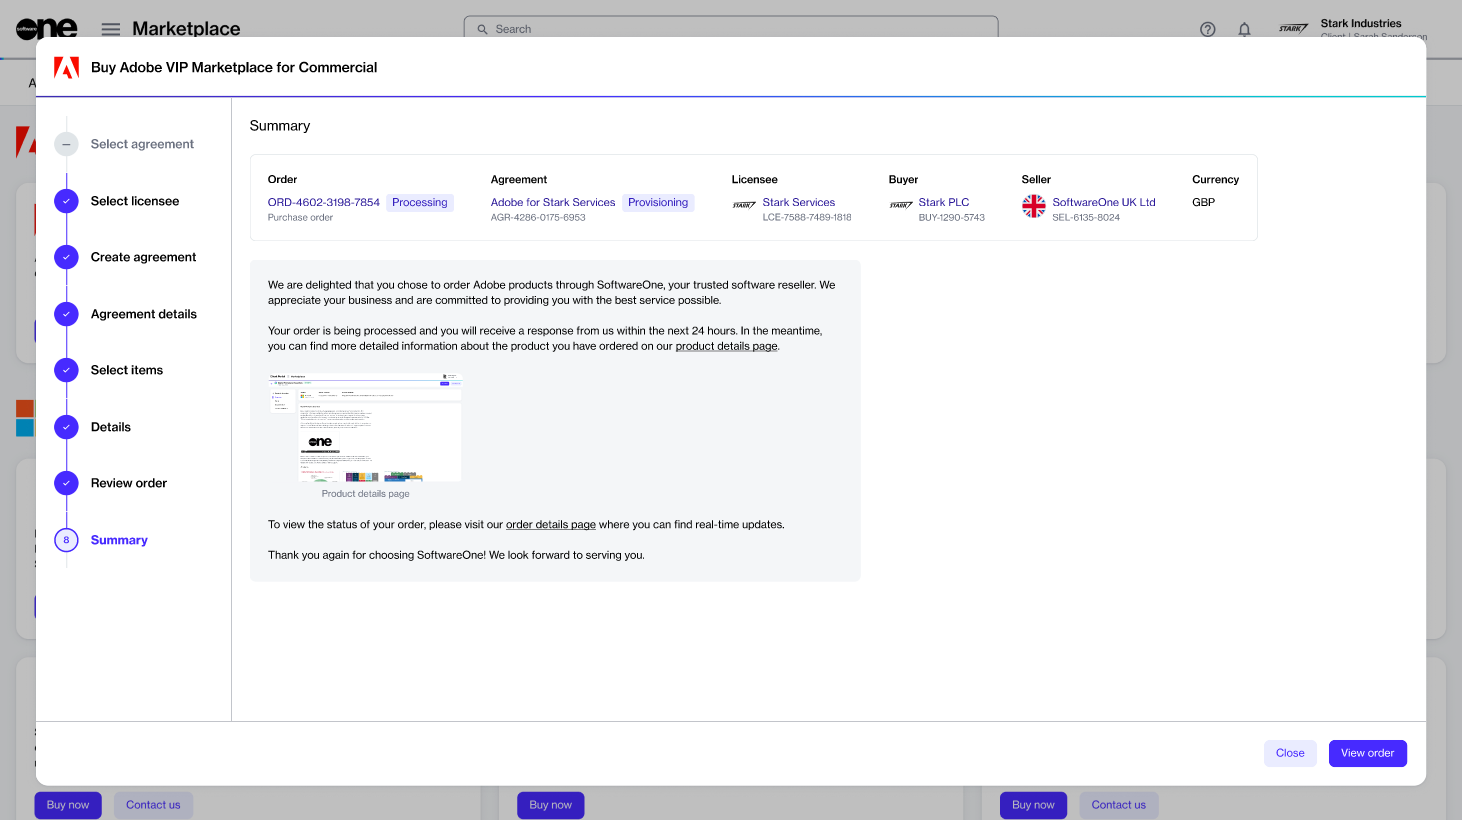 software one
Marketplace
Search
STARK
Stark Industries
Client | Sarah Sanderson
Buy Adobe VIP Marketplace for Commercial
Select agreement
Select licensee
Create agreement
Agreement details
Select items
Details
Review order
8
Summary
Summary
Order
Agreement
Licensee
Buyer
Seller
Currency
ORD-4602-3198-7854 Processing
Purchase order
Adobe for Stark Services Provisioning
AGR-4286-0175-6953
STARK
Stark Services
LCE-7588-7489-1818
STARK
Stark PLC
BUY-1290-5743
SoftwareOne UK Ltd
SEL-6135-8024
GBP
We are delighted that you chose to order Adobe products through SoftwareOne, your trusted software reseller. We
appreciate your business and are committed to providing you with the best service possible.
Your order is being processed and you will receive a response from us within the next 24 hours. In the meantime,
you can find more detailed information about the product you have ordered on our product details page.
one
Product details page
To view the status of your order, please visit our order details page where you can find real-time updates.
Thank you again for choosing SoftwareOne! We look forward to serving you.
Close
View order
Buy now
Contact us
Buy now
Buy now
Contact us